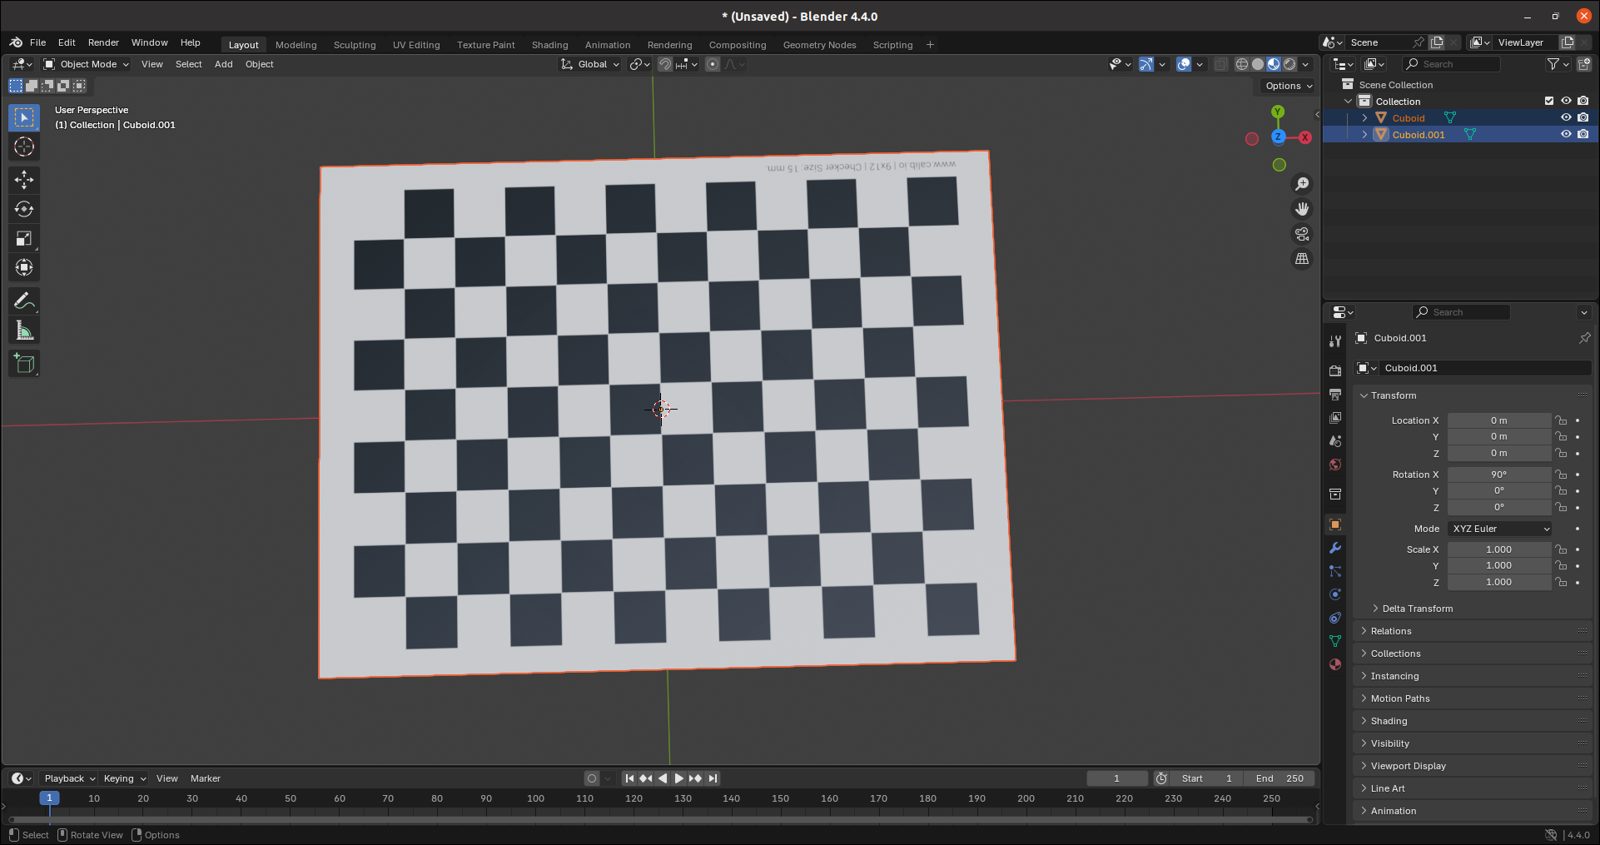 * (Unsaved) - Blender 4.4.0
File Edit Render Window Help Layout Modeling Sculpting UV Editing Texture Paint Shading Animation Rendering Compositing Geometry Nodes Scripting + Scene ViewLayer
Object Mode View Select Add Object Global Search
Options
User Perspective
(1) Collection | Cuboid.001
Y
Z
X
www.calib.io | 9x12 | Checker Size: 15 mm.
Scene Collection
Collection
Cuboid
Cuboid.001
Search
Cuboid.001
Cuboid.001
Transform
Location X 0 m
Y 0 m
Z 0 m
Rotation X 90°
Y 0°
Z 0°
Mode XYZ Euler
Scale X 1.000
Y 1.000
Z 1.000
Delta Transform
Relations
Collections
Instancing
Motion Paths
Shading
Visibility
Viewport Display
Line Art
Animation
Playback Keying View Marker 1 Start 1 End 250
1 10 20 30 40 50 60 70 80 90 100 110 120 130 140 150 160 170 180 190 200 210 220 230 240 250
Select Rotate View Options 4.4.0